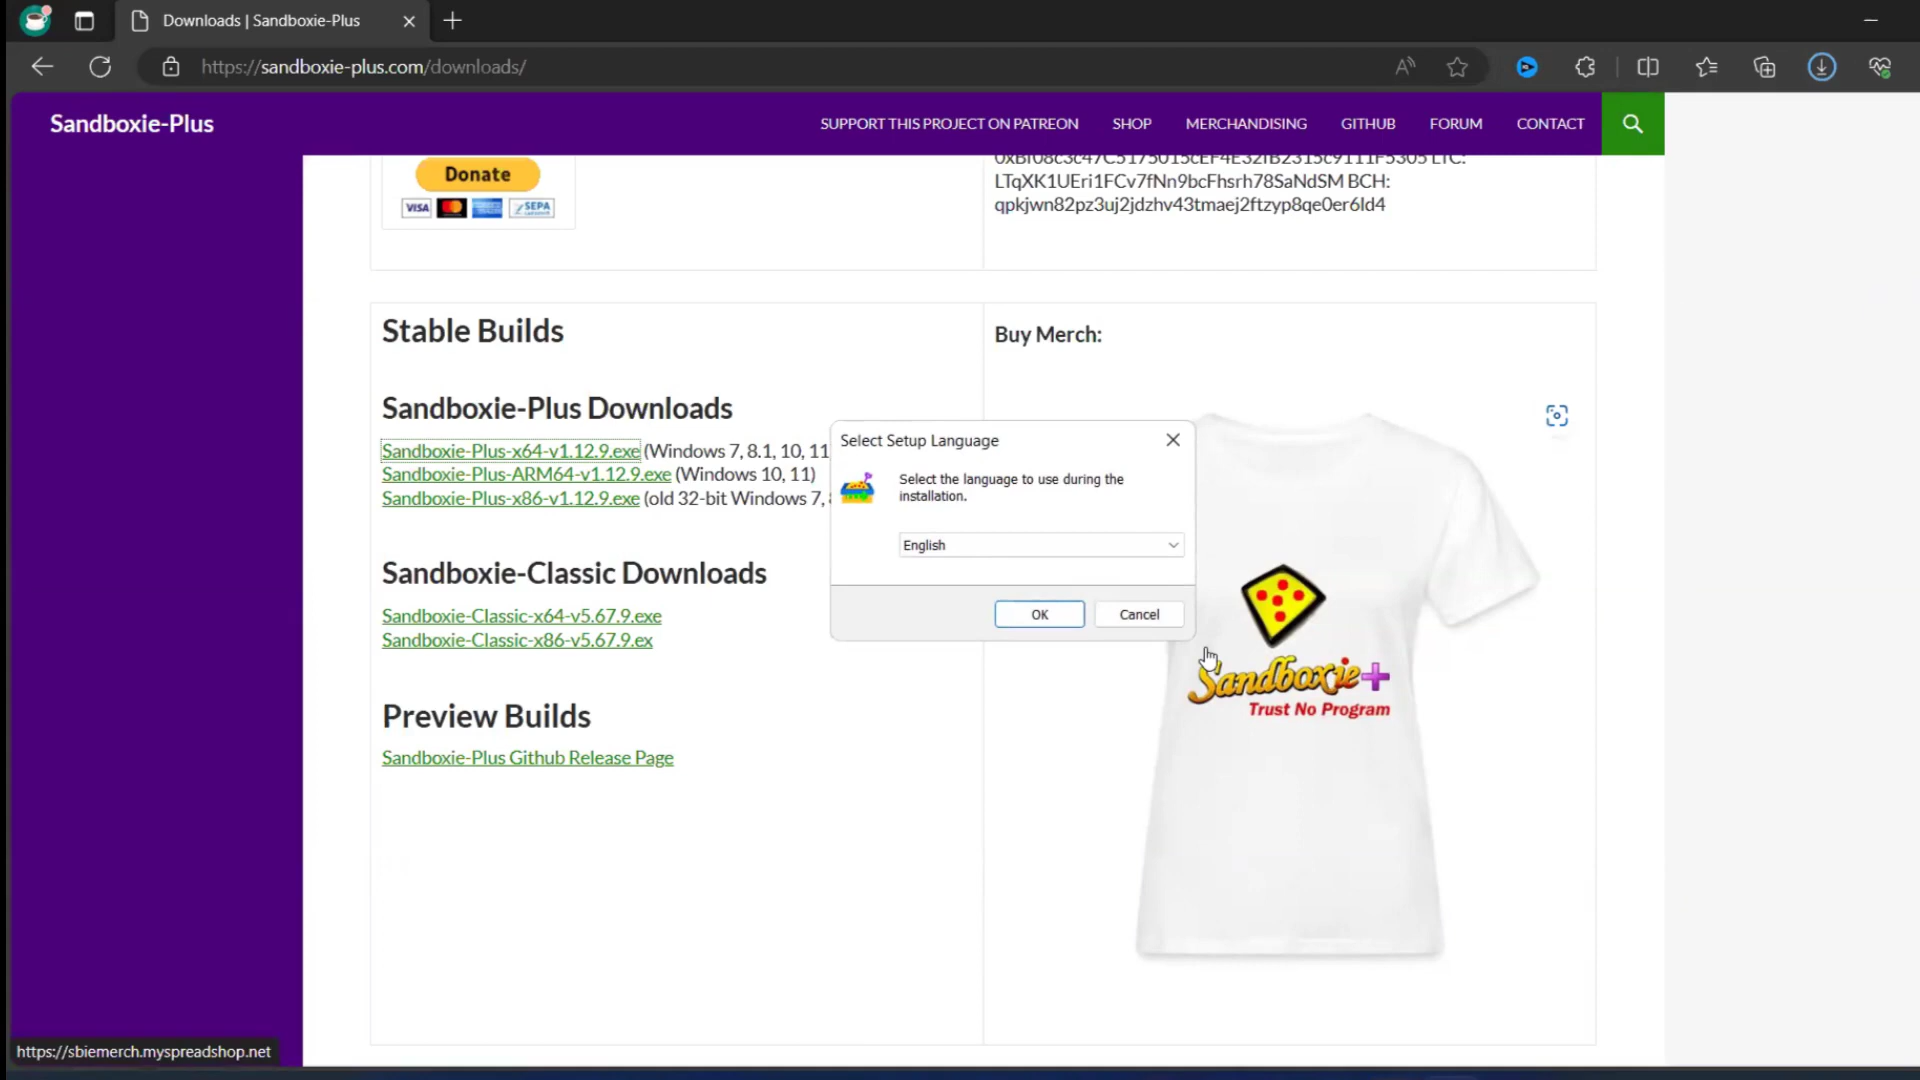 Downloads | Sandboxie-Plus
https://sandboxie-plus.com/downloads/
Sandboxie-Plus
SUPPORT THIS PROJECT ON PATREON
SHOP
MERCHANDISING
GITHUB
FORUM
CONTACT
Donate
VISA
SEPA
LTqXK1UEri1FCv7fNn9bcFhsrh78SaNdSM BCH:
qpkjwn82pz3uj2jdzhv43tmaej2ftzyp8qe0er6ld4
Stable Builds
Buy Merch:
Sandboxie-Plus Downloads
Sandboxie-Plus-x64-v1.12.9.exe (Windows 7, 8.1, 10, 11
Sandboxie-Plus-ARM64-v1.12.9.exe (Windows 10, 11)
Sandboxie-Plus-x86-v1.12.9.exe (old 32-bit Windows 7,
Select Setup Language
Select the language to use during the
installation.
English
OK
Cancel
Sandboxie-Classic Downloads
Sandboxie-Classic-x64-v5.67.9.exe
Sandboxie-Classic-x86-v5.67.9.ex
Sandboxie+
Trust No Program
Preview Builds
Sandboxie-Plus Github Release Page
https://sbiemerch.myspreadshop.net